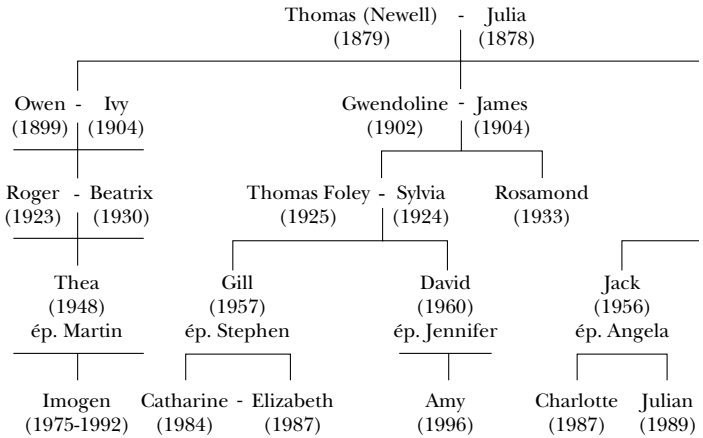 Thomas (Newell) - Julia
(1879) (1878)
Owen - Ivy Gwendoline - James
(1899) (1904) (1902) (1904)
Roger - Beatrix Thomas Foley - Sylvia Rosamond
(1923) (1930) (1925) (1924) (1933)
Thea Gill David Jack
(1948) (1957) (1960) (1956)
ép. Martin ép. Stephen ép. Jennifer ép. Angela
Imogen Catharine - Elizabeth Amy Charlotte Julian
(1975-1992) (1984) (1987) (1996) (1987) (1989)